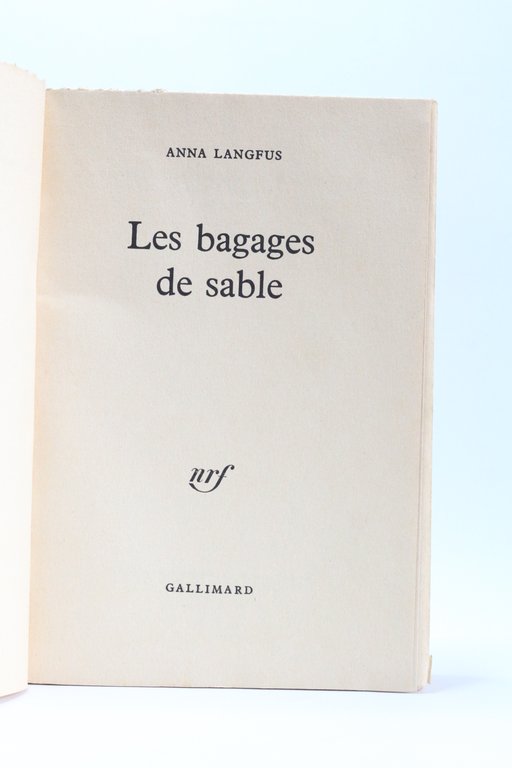 ANNA LANGFUS
Les bagages
de sable
nrf
GALLIMARD